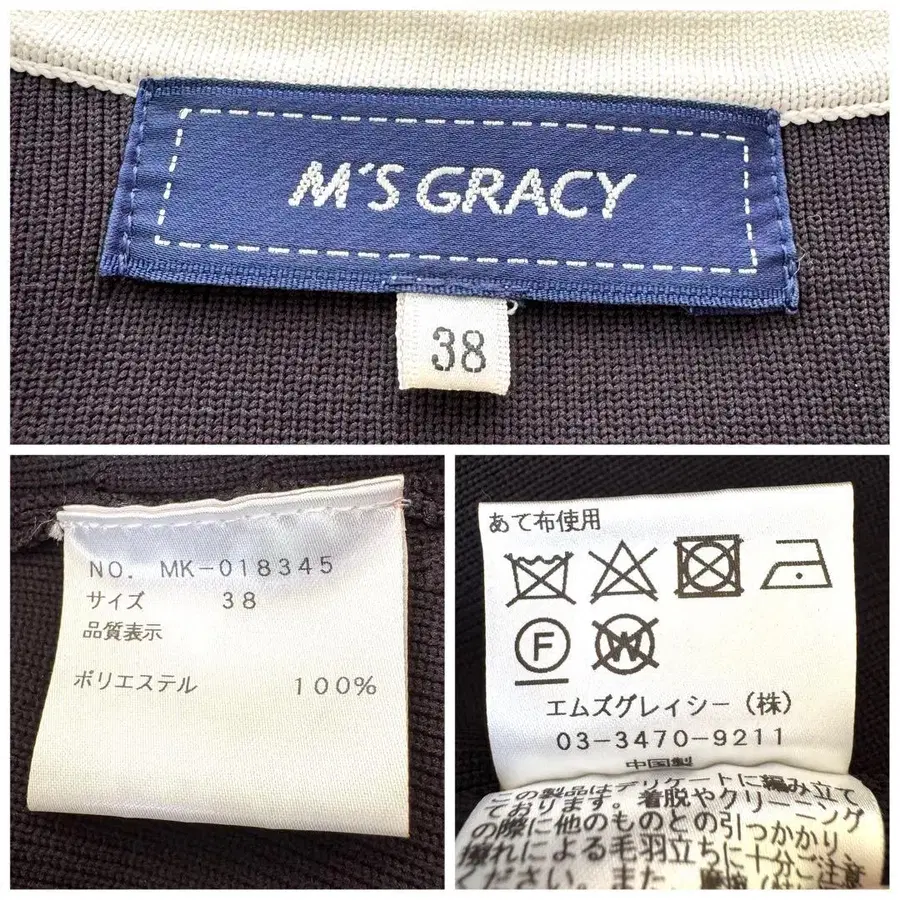 M'S GRACY
38
NO. MK-018345
サイズ 38
品質表示
ポリエステル 100%
あて布使用
F W
エムズグレイシー(株)
03-3470-9211
中国製
この製品はデリケートに編み立て
ております。着脱やクリーニング
の際に他のものとの引っかかり
擦れによる毛羽立ちに十分ご注意
ください。また、